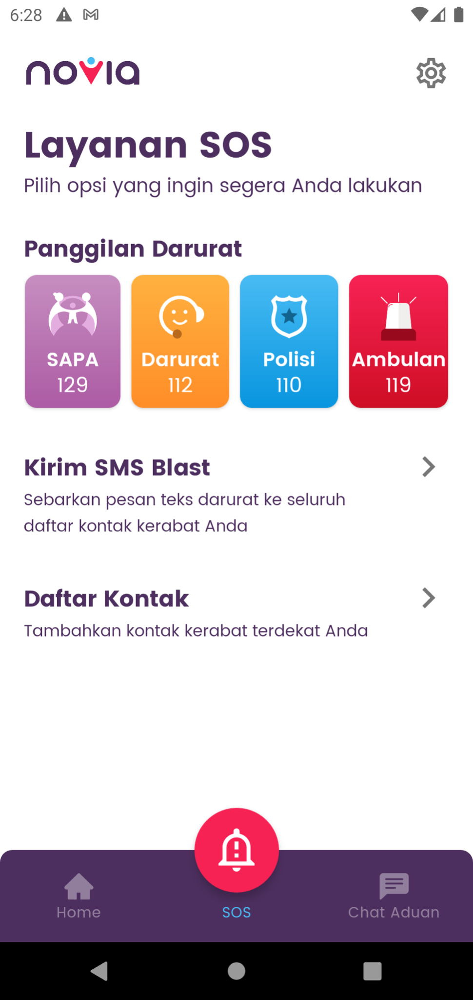 6:28
novia
Layanan SOS
Pilih opsi yang ingin segera Anda lakukan
Panggilan Darurat
SAPA
129
Darurat
112
Polisi
110
Ambulan
119
Kirim SMS Blast
Sebarkan pesan teks darurat ke seluruh
daftar kontak kerabat Anda
Daftar Kontak
Tambahkan kontak kerabat terdekat Anda
Home
SOS
Chat Aduan